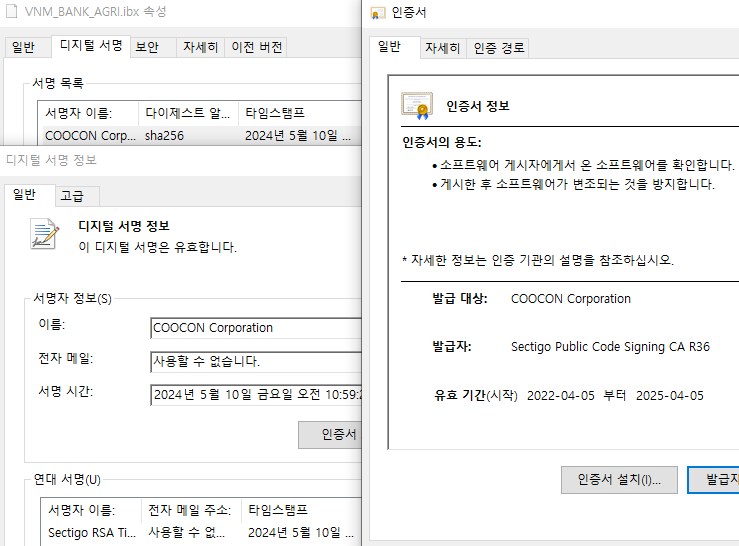 VNM_BANK_AGRI.ibx 속성
일반 디지털 서명 보안 자세히 이전 버전
서명 목록
서명자 이름: 다이제스트 알... 타임스탬프
COOCON Corp... sha256 2024년 5월 10일 ...
디지털 서명 정보
일반 고급
디지털 서명 정보
이 디지털 서명은 유효합니다.
서명자 정보(S)
이름: COOCON Corporation
전자 메일: 사용할 수 없습니다.
서명 시간: 2024년 5월 10일 금요일 오전 10:59:2
인증서
연대 서명(U)
서명자 이름: 전자 메일 주소: 타임스탬프
Sectigo RSA Ti... 사용할 수 없... 2024년 5월 10일 ...
인증서
일반 자세히 인증 경로
인증서 정보
인증서의 용도:
• 소프트웨어 게시자에게서 온 소프트웨어를 확인합니다.
• 게시한 후 소프트웨어가 변조되는 것을 방지합니다.
* 자세한 정보는 인증 기관의 설명을 참조하십시오.
발급 대상: COOCON Corporation
발급자: Sectigo Public Code Signing CA R36
유효 기간(시작) 2022-04-05 부터 2025-04-05
인증서 설치(I)... 발급자